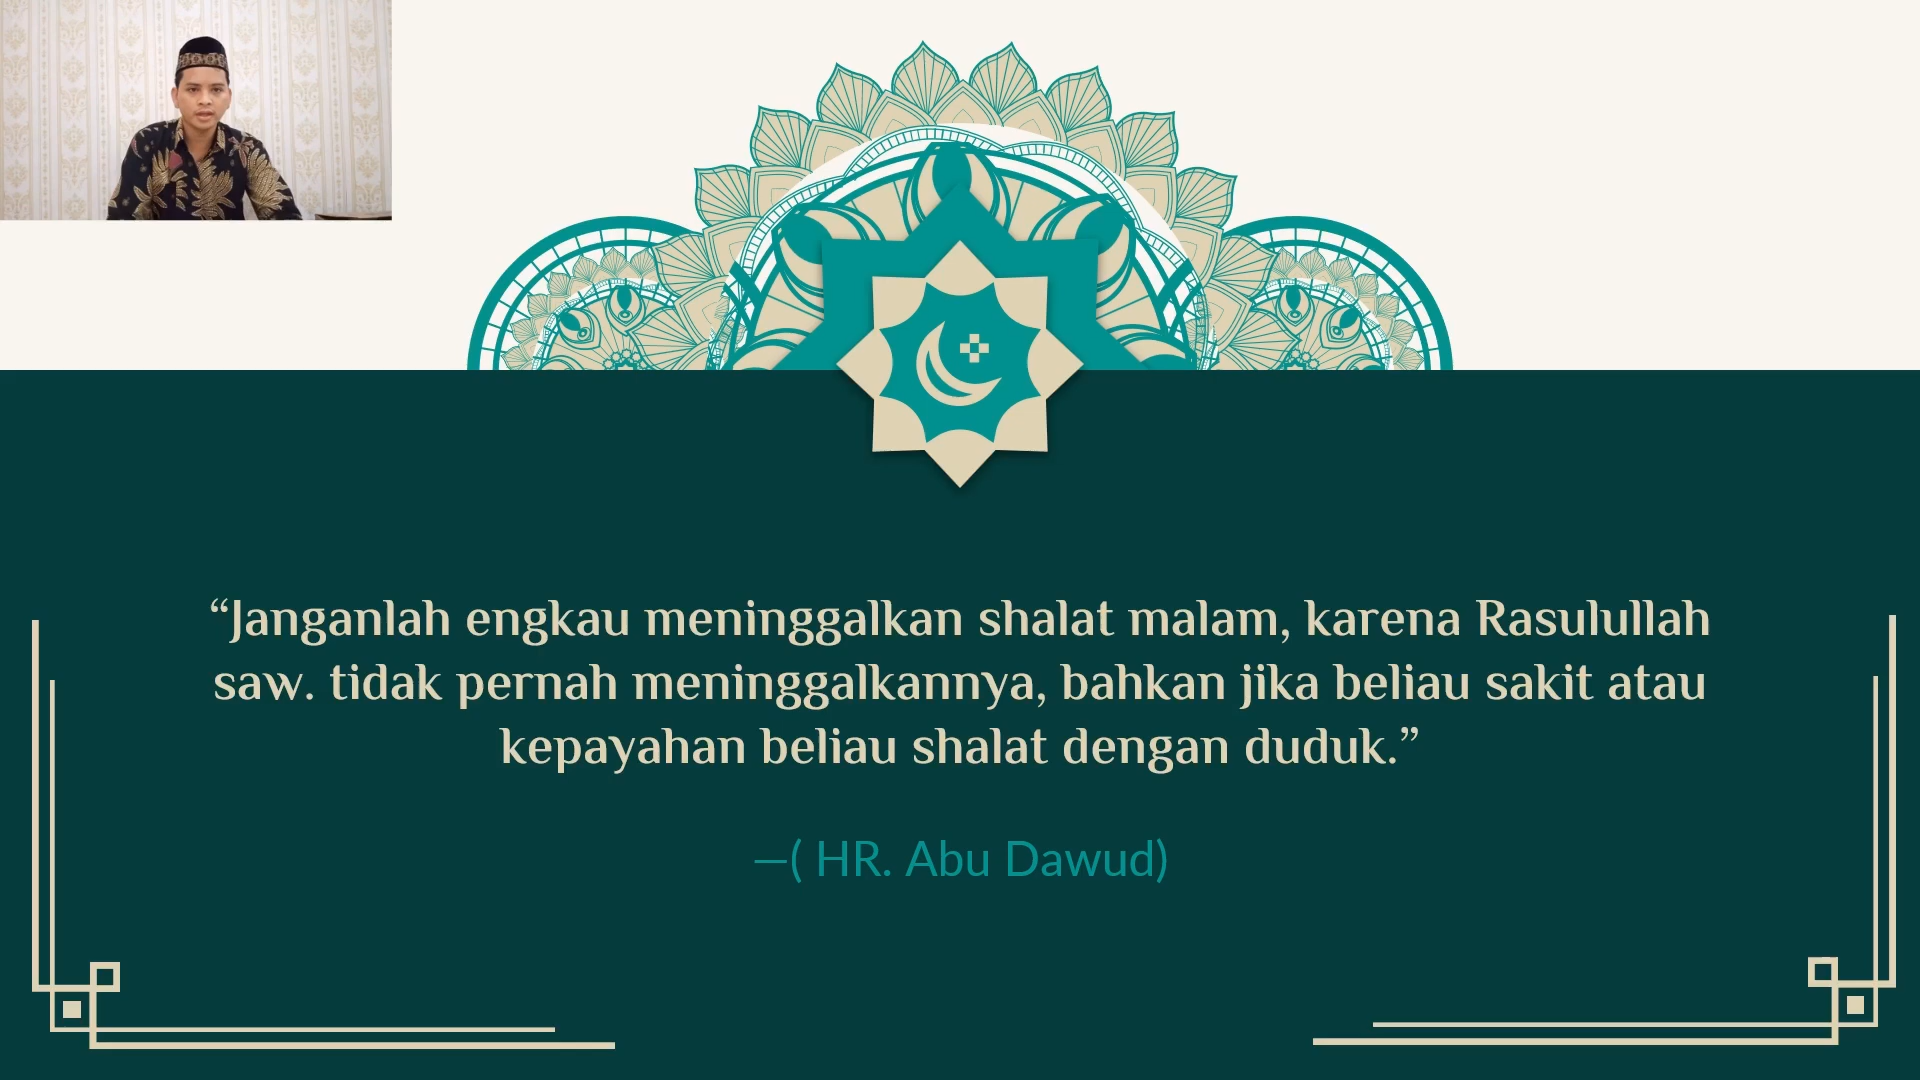 “Janganlah engkau meninggalkan shalat malam, karena Rasulullah
saw. tidak pernah meninggalkannya, bahkan jika beliau sakit atau
kepayahan beliau shalat dengan duduk.”
—( HR. Abu Dawud)